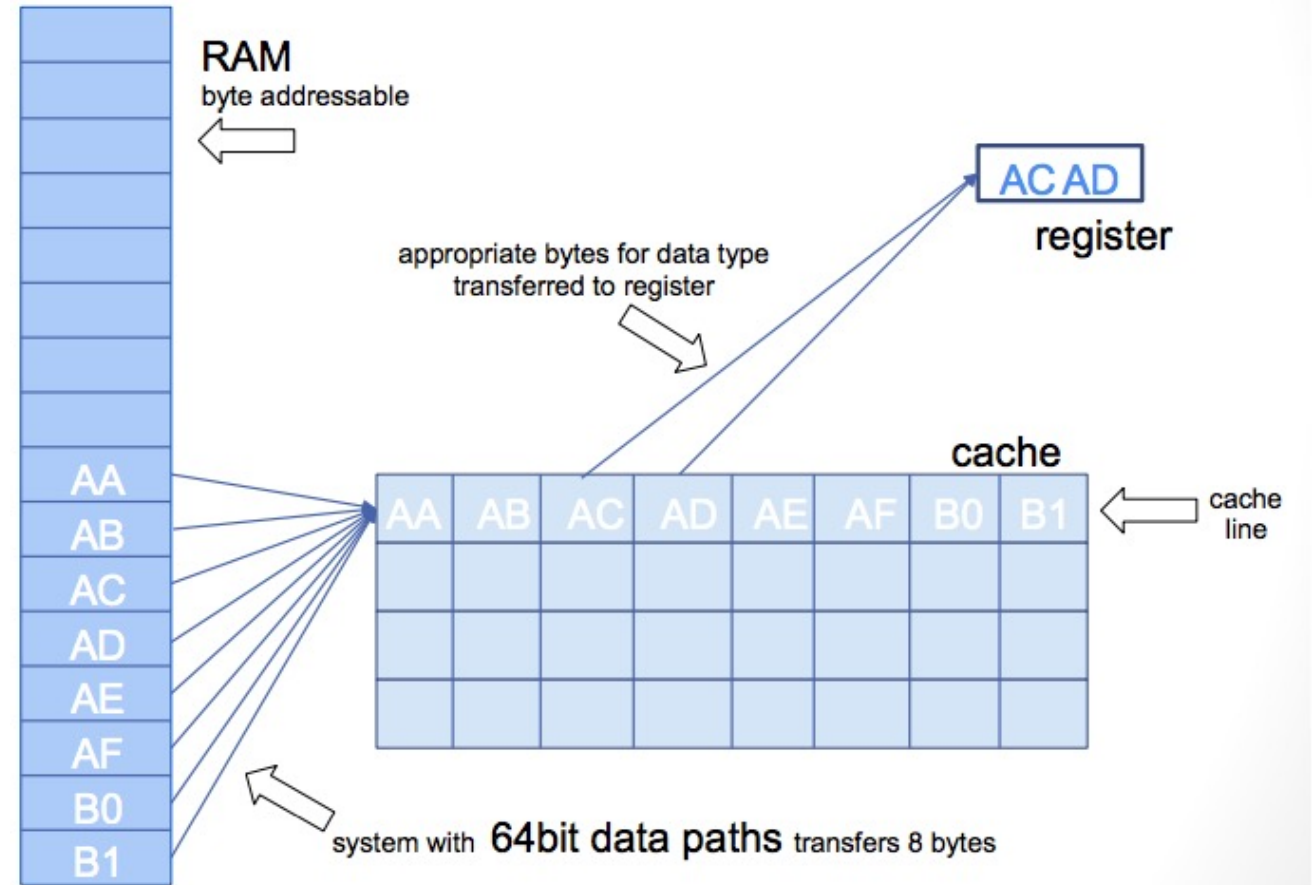 RAM
byte addressable
AC AD
register
appropriate bytes for data type
transferred to register
cache
AA
AB
AC
AD
AE
AF
B0
B1
AA AB AC AD AE AF B0 B1
cache
line
system with 64bit data paths transfers 8 bytes